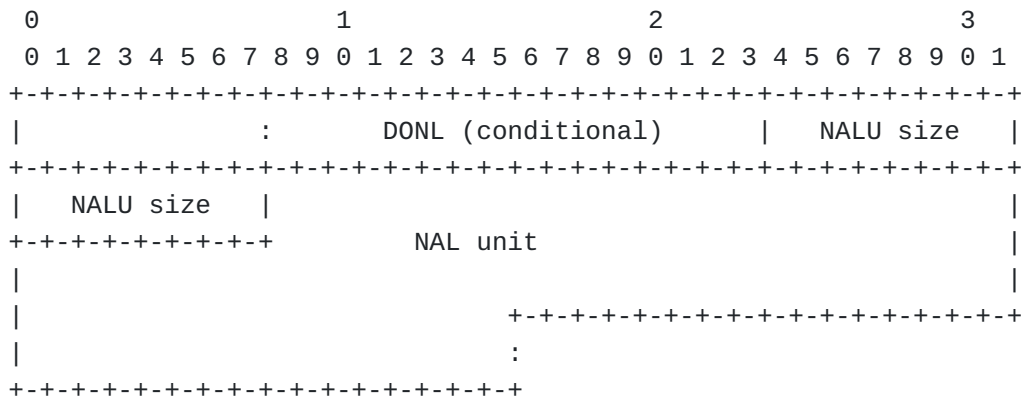 0                   1                   2                   3
 0 1 2 3 4 5 6 7 8 9 0 1 2 3 4 5 6 7 8 9 0 1 2 3 4 5 6 7 8 9 0 1
+-+-+-+-+-+-+-+-+-+-+-+-+-+-+-+-+-+-+-+-+-+-+-+-+-+-+-+-+-+-+-+-+
|               :       DONL (conditional)      |   NALU size   |
+-+-+-+-+-+-+-+-+-+-+-+-+-+-+-+-+-+-+-+-+-+-+-+-+-+-+-+-+-+-+-+-+
|   NALU size   |                                               |
+-+-+-+-+-+-+-+-+         NAL unit                              |
|                                                               |
|                               +-+-+-+-+-+-+-+-+-+-+-+-+-+-+-+-+
|                               :
+-+-+-+-+-+-+-+-+-+-+-+-+-+-+-+-+